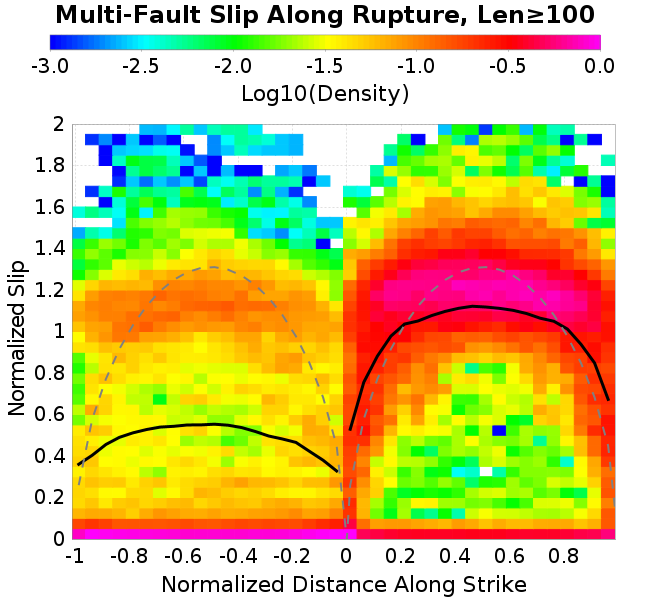 Multi-Fault Slip Along Rupture, Len≥100
-3.0 -2.5 -2.0 -1.5 -1.0 -0.5 0.0
Log10(Density)
2
1.8
1.6
1.4
1.2
1
0.8
0.6
0.4
0.2
0
Normalized Slip
-1 -0.8 -0.6 -0.4 -0.2 0 0.2 0.4 0.6 0.8
Normalized Distance Along Strike